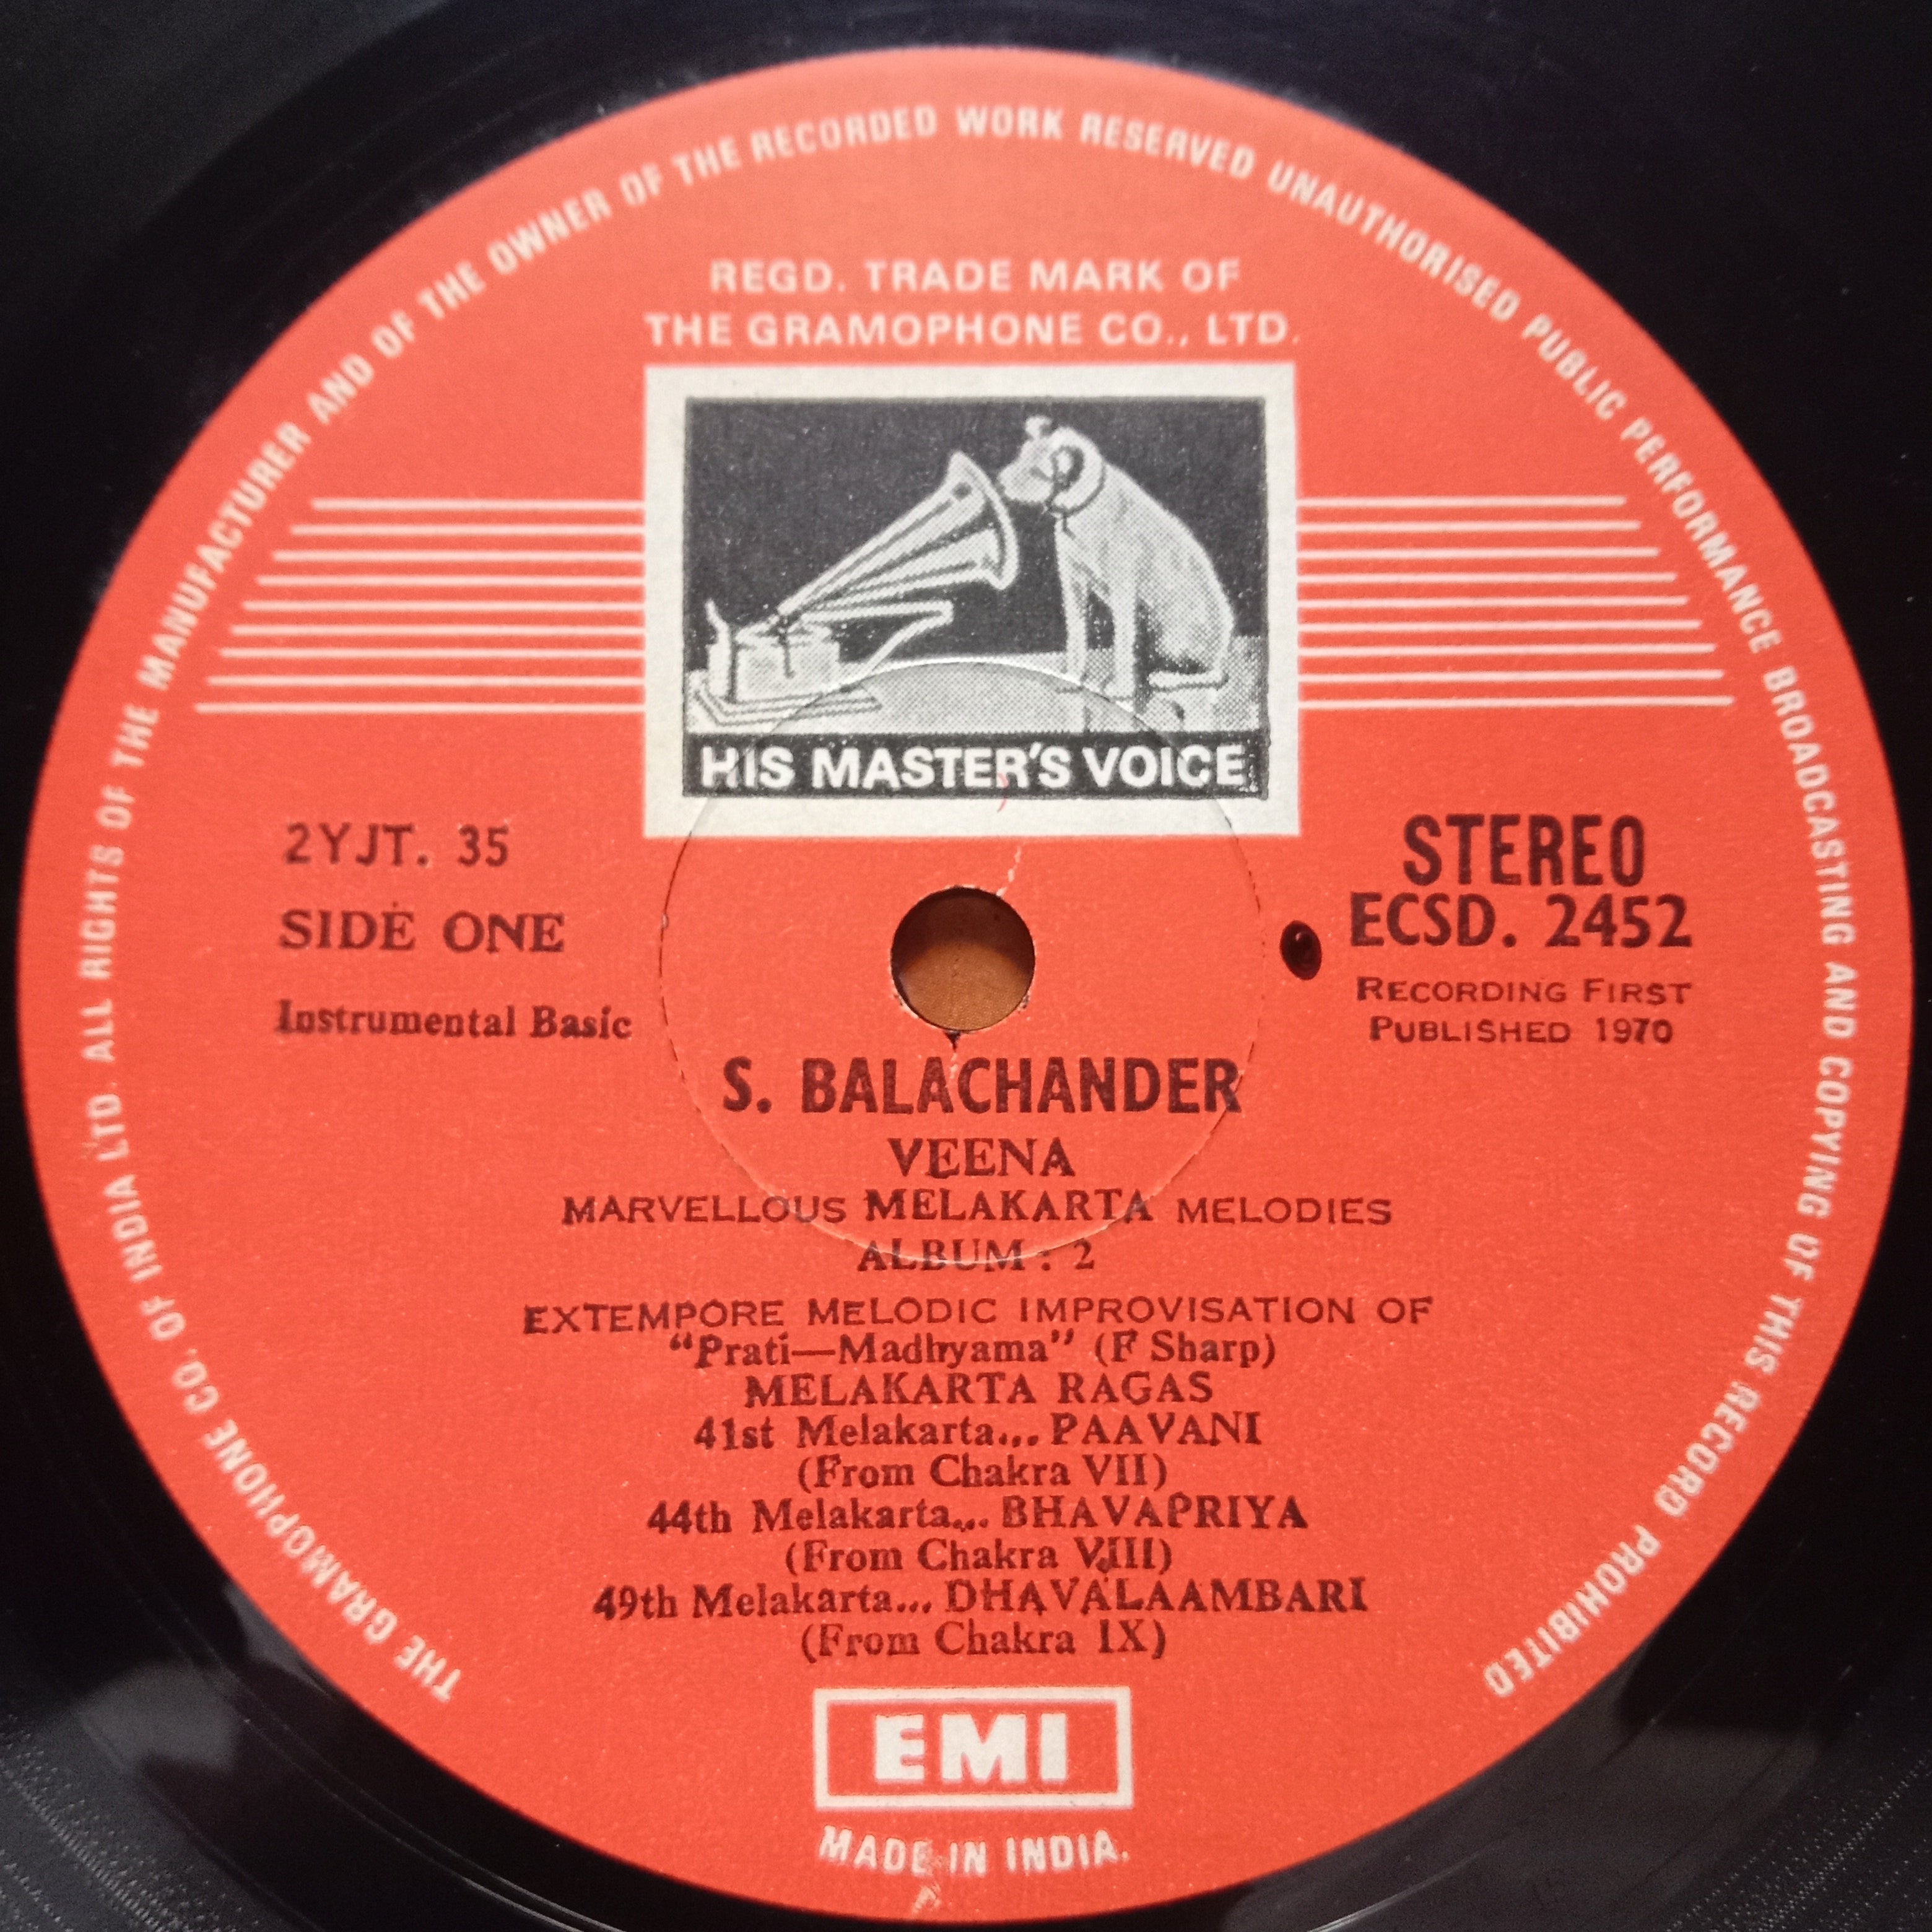 THE GRAMOPHONE CO. OF INDIA LTD. ALL RIGHTS OF THE MANUFACTURER AND OF THE OWNER OF THE RECORDED WORK RESERVED UNAUTHORISED PUBLIC PERFORMANCE BROADCASTING AND COPYING OF THIS RECORD PROHIBITED
REGD. TRADE MARK OF
THE GRAMOPHONE CO., LTD.
HIS MASTER'S VOICE
2YJT. 35
SIDE ONE
Instrumental Basic
STEREO
ECSD. 2452
RECORDING FIRST
PUBLISHED 1970
S. BALACHANDER
VEENA
MARVELLOUS MELAKARTA MELODIES
ALBUM : 2
EXTEMPORE MELODIC IMPROVISATION OF
“Prati—Madhyama” (F Sharp)
MELAKARTA RAGAS
41st Melakarta... PAAVANI
(From Chakra VII)
44th Melakarta... BHAVAPRIYA
(From Chakra VIII)
49th Melakarta... DHAVALAAMBARI
(From Chakra IX)
EMI
MADE IN INDIA.